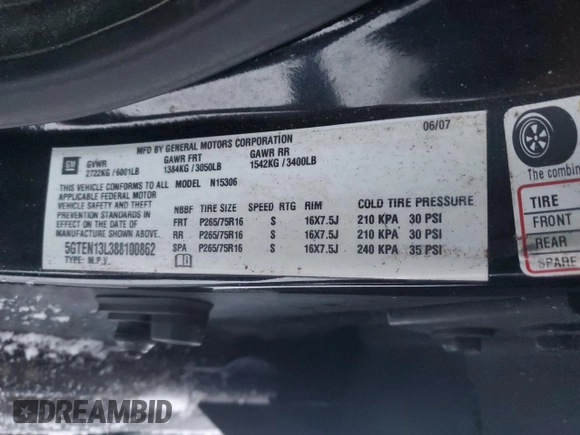 MFD BY GENERAL MOTORS CORPORATION
06/07
GM
GVWR GAWR FRT GAWR RR
2722KG / 6001LB 1384KG / 3050LB 1542KG / 3400LB
THIS VEHICLE CONFORMS TO ALL MODEL N15306
APPLICABLE FEDERAL MOTOR
VEHICLE SAFETY AND THEFT
PREVENTION STANDARDS IN
EFFECT ON THE DATE OF
MANUFACTURE SHOWN ABOVE.
5GTEN13L388100862
TYPE: M.P.V.
NBBF TIRE SIZE SPEED RTG RIM COLD TIRE PRESSURE
FRT P265/75R16 S 16X7.5J 210 KPA 30 PSI
RR P265/75R16 S 16X7.5J 210 KPA 30 PSI
SPA P265/75R16 S 16X7.5J 240 KPA 35 PSI
The combin
TIRE
FRONT
REAR
SPARE
DREAMBID